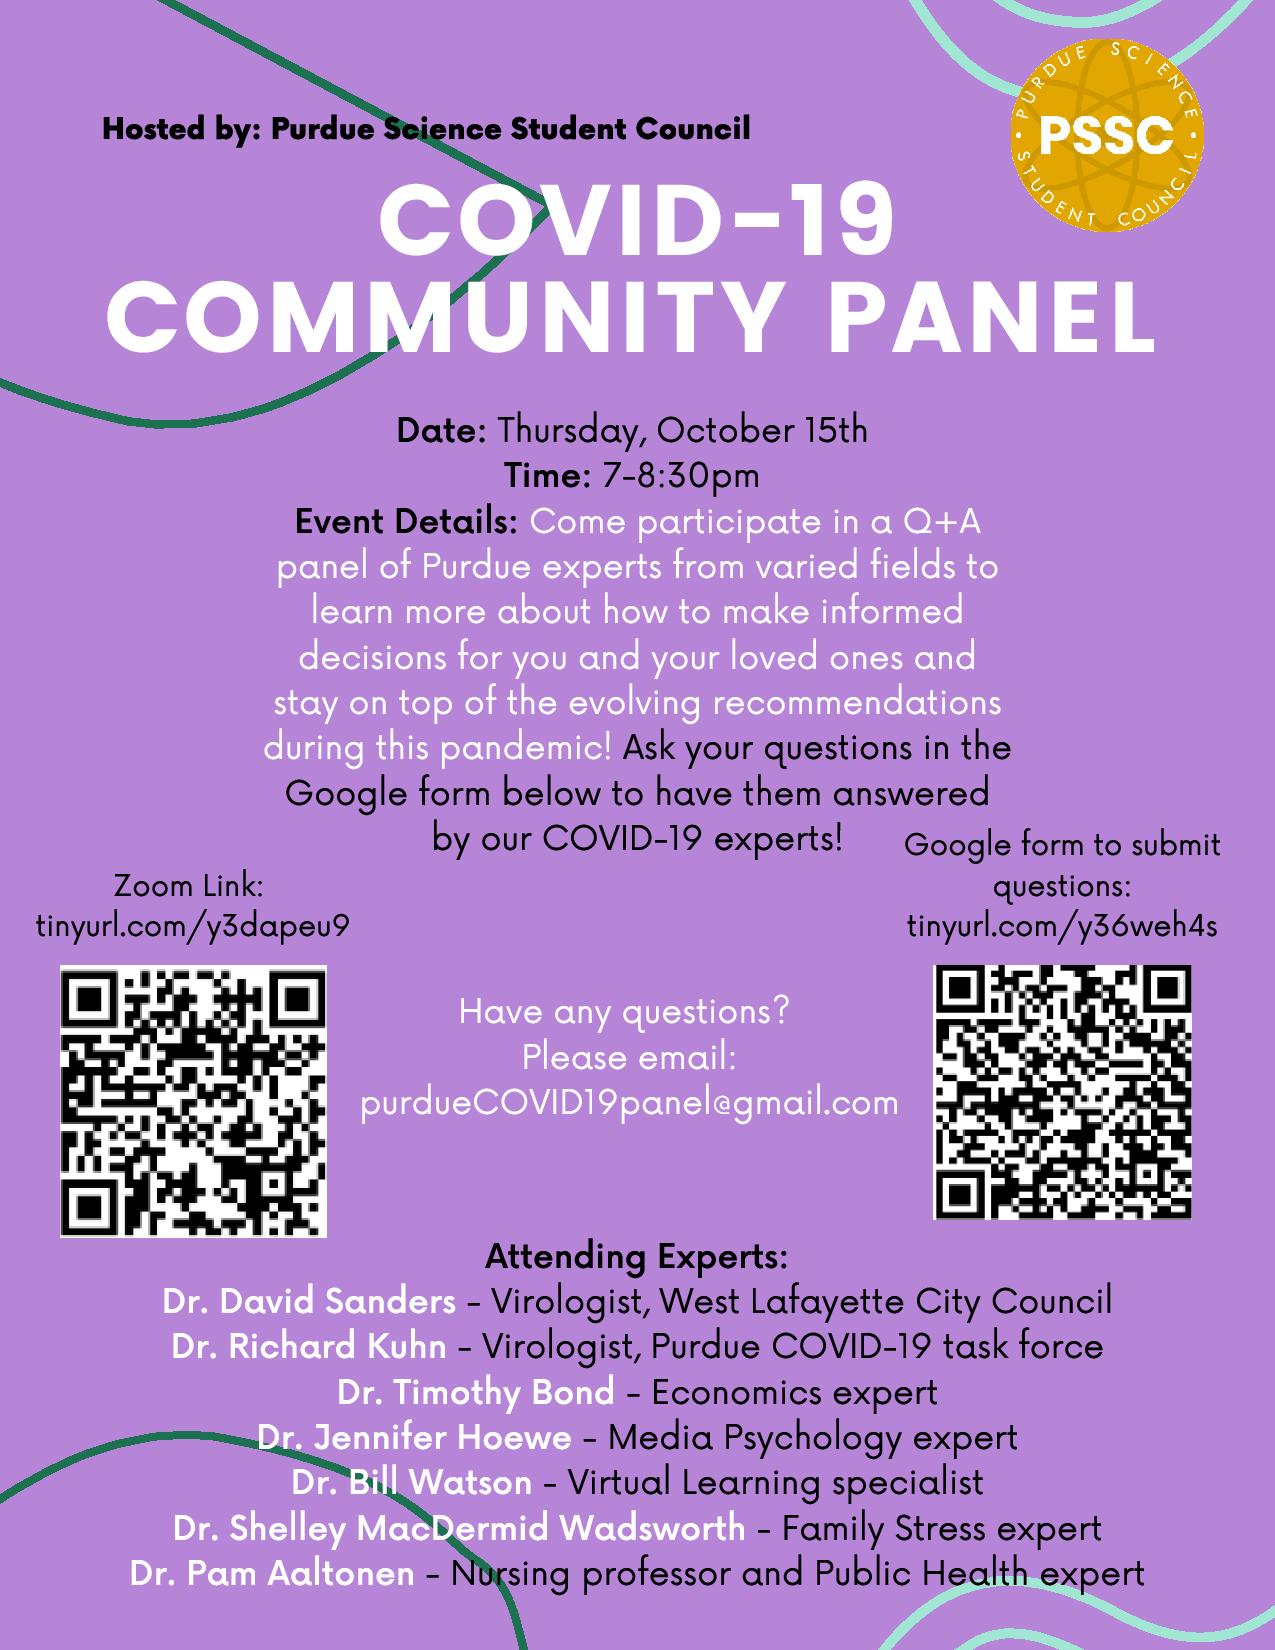 Hosted by: Purdue Science Student Council
PURDUE SCIENCE
PSSC
STUDENT COUNCIL
COVID-19
COMMUNITY PANEL
Date: Thursday, October 15th
Time: 7-8:30pm
Event Details: Come participate in a Q+A
panel of Purdue experts from varied fields to
learn more about how to make informed
decisions for you and your loved ones and
stay on top of the evolving recommendations
during this pandemic! Ask your questions in the
Google form below to have them answered
by our COVID-19 experts!
Zoom Link:
tinyurl.com/y3dapeu9
Google form to submit
questions:
tinyurl.com/y36weh4s
Have any questions?
Please email:
purdueCOVID19panel@gmail.com
Attending Experts:
Dr. David Sanders - Virologist, West Lafayette City Council
Dr. Richard Kuhn - Virologist, Purdue COVID-19 task force
Dr. Timothy Bond - Economics expert
Dr. Jennifer Hoewe - Media Psychology expert
Dr. Bill Watson - Virtual Learning specialist
Dr. Shelley MacDermid Wadsworth - Family Stress expert
Dr. Pam Aaltonen - Nursing professor and Public Health expert